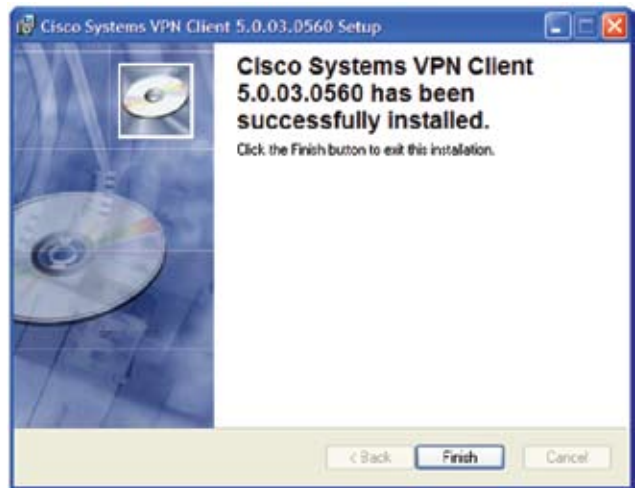 Cisco Systems VPN Client 5.0.03.0560 Setup
Cisco Systems VPN Client
5.0.03.0560 has been
successfully installed.
Click the Finish button to exit this installation.
< Back
Finish
Cancel